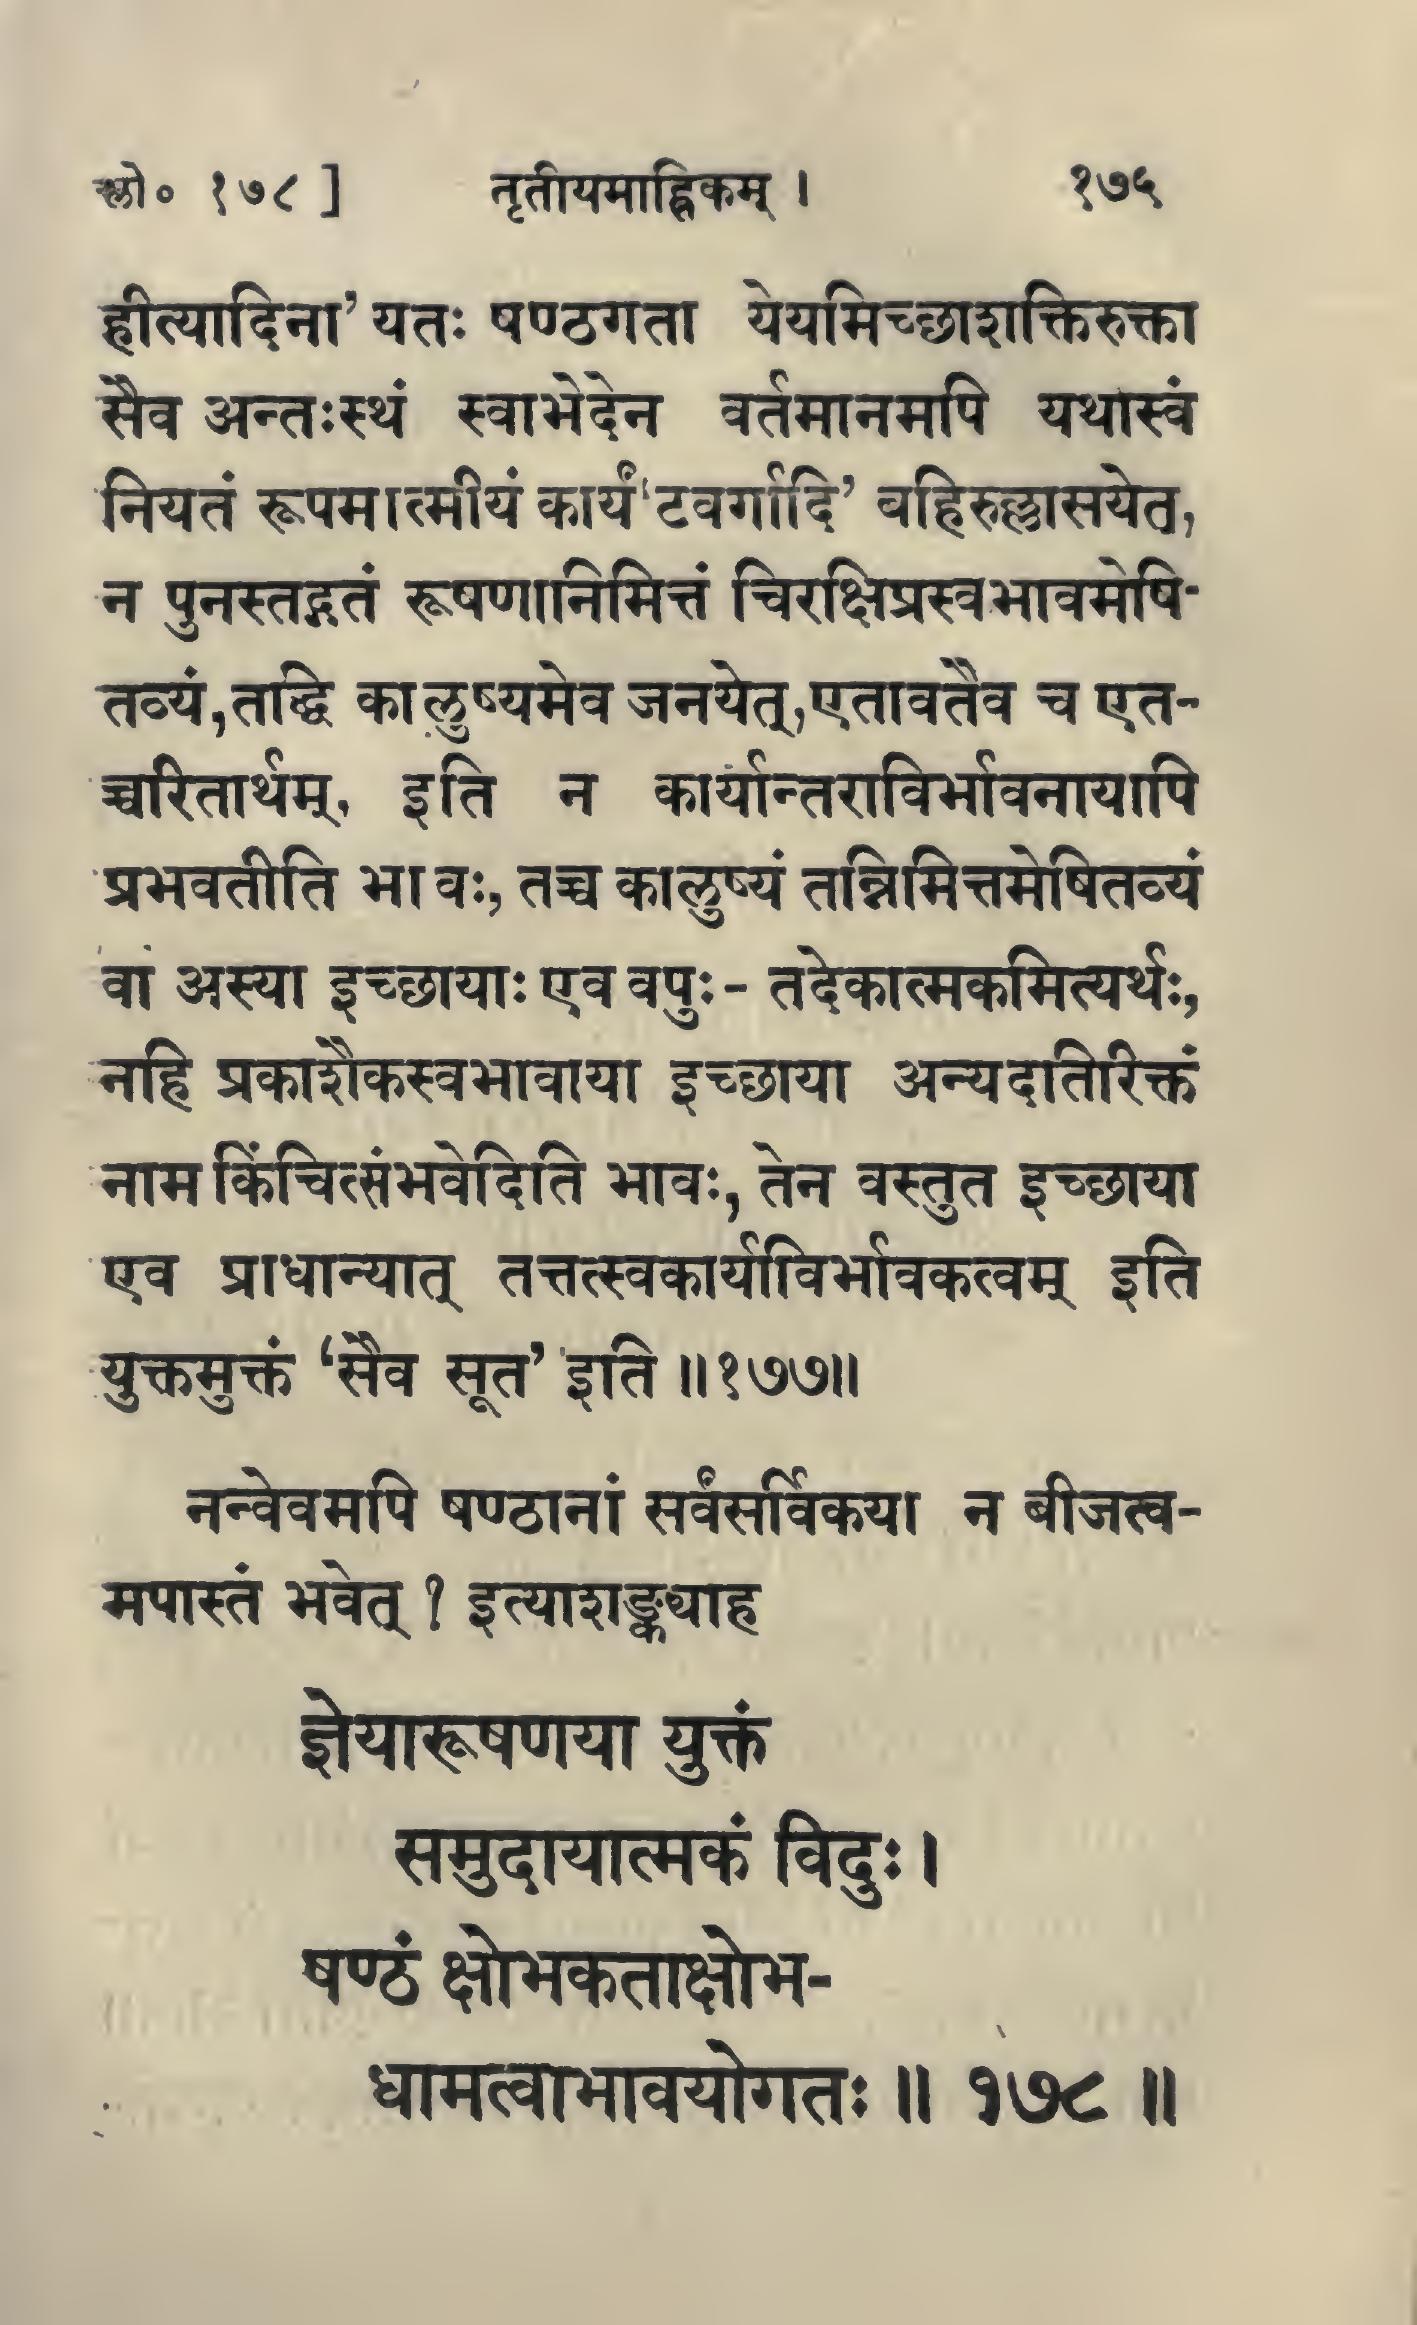 श्लो० १७८ ] तृतीयमाह्निकम् । १७५
हीत्यादिना’ यतः षण्ठगता येयमिच्छाशक्तिरुक्ता
सैव अन्तःस्थं स्वाभेदेन वर्तमानमपि यथास्वं
नियतं रूपमात्मीयं कार्यं ‘टवर्गादि’ बहिरुल्लासयेत्,
न पुनस्तद्गतं रूषणानिमित्तं चिरक्षिप्रस्वभावमेषि-
तव्यं, तद्धि कालुष्यमेव जनयेत्, एतावतैव च एत-
च्चरितार्थम्, इति न कार्यान्तराविर्भावनायापि
प्रभवतीति भावः, तच्च कालुष्यं तन्निमित्तमेषितव्यं
वा अस्या इच्छायाः एव वपुः- तदेकात्मकमित्यर्थः,
नहि प्रकाशैकस्वभावाया इच्छाया अन्यदतिरिक्तं
नाम किंचित्संभवेदिति भावः, तेन वस्तुत इच्छाया
एव प्राधान्यात् तत्तत्स्वकार्याविर्भावकत्वम् इति
युक्तमुक्तं ‘सैव सूत’ इति ॥१७७॥
नन्वेवमपि षण्ठानां सर्वंसर्विकया न बीजत्व-
मपास्तं भवेत् ? इत्याशङ्क्याह
ज्ञेयारूषणया युक्तं
समुदायात्मकं विदुः ।
षण्ठं क्षोभकताक्षोभ-
धामत्वाभावयोगतः ॥ १७८ ॥